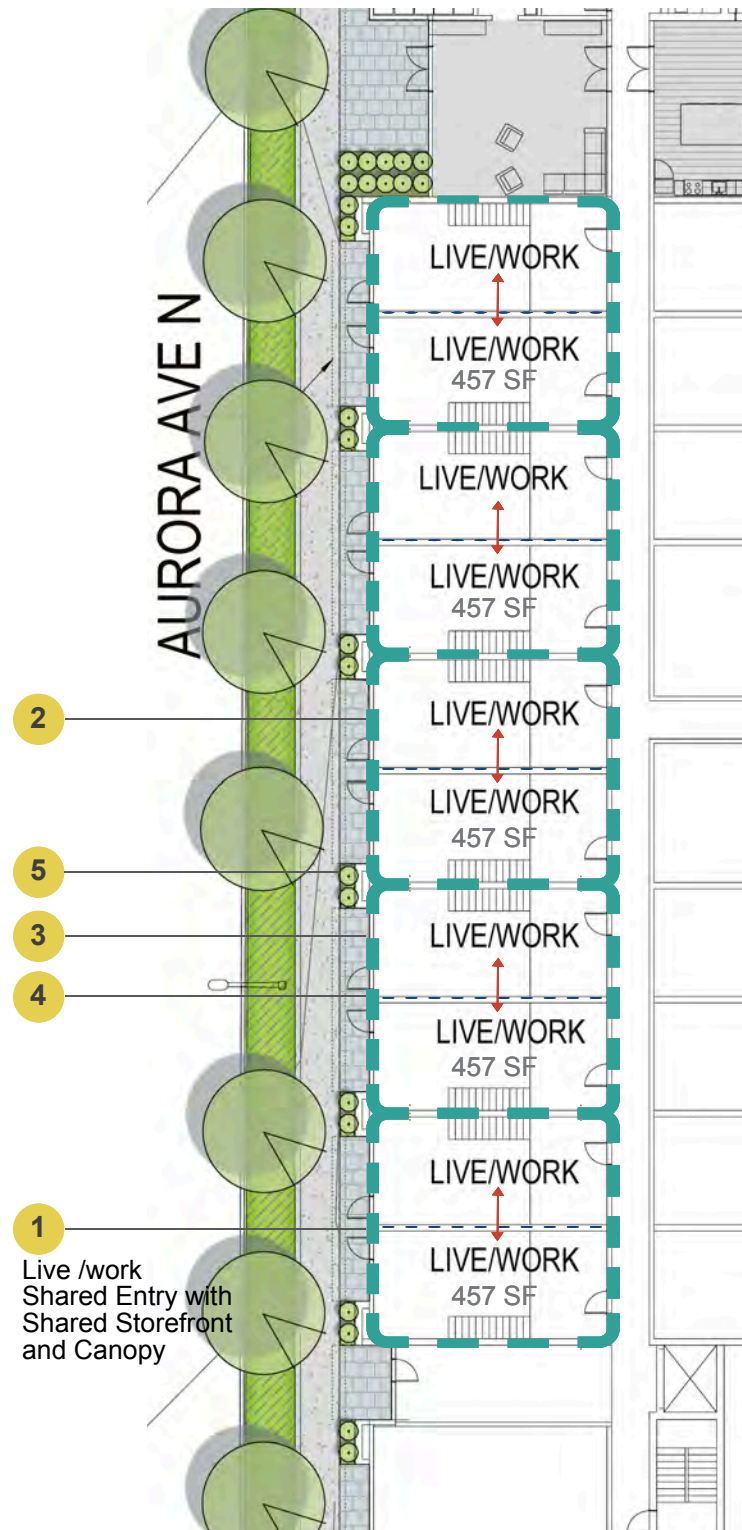 AURORA AVE N
LIVE/WORK
LIVE/WORK
457 SF
LIVE/WORK
LIVE/WORK
457 SF
2
LIVE/WORK
LIVE/WORK
457 SF
5
3
LIVE/WORK
4
LIVE/WORK
457 SF
LIVE/WORK
1
LIVE/WORK
457 SF
Live /work
Shared Entry with
Shared Storefront
and Canopy